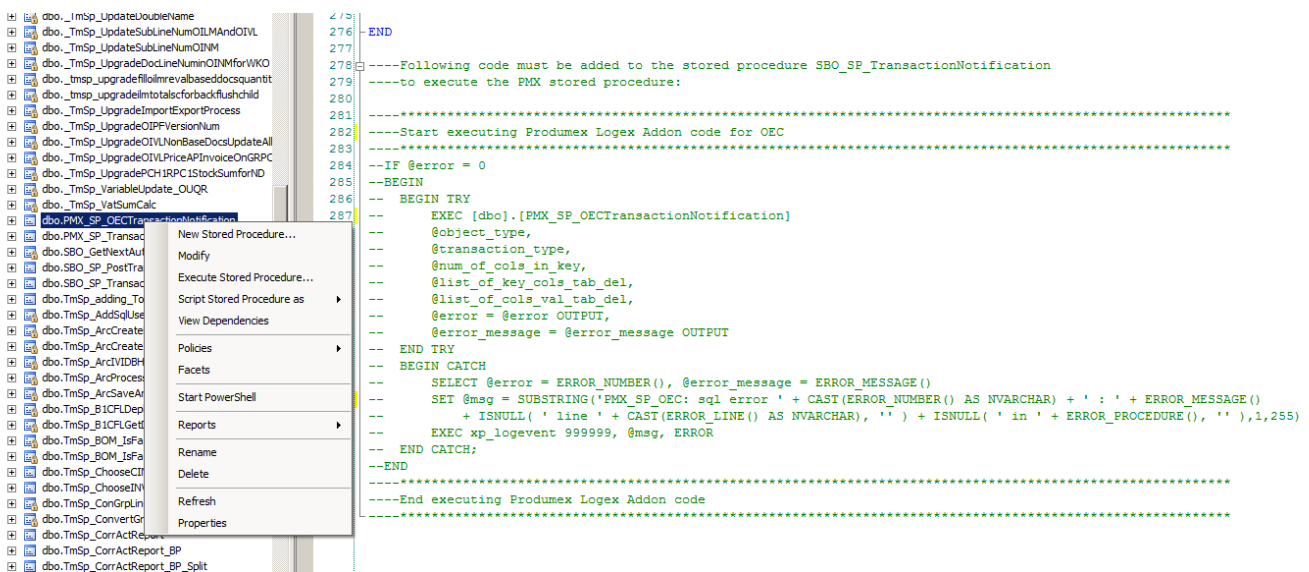 dbo._TmSp_UpdateDoubleName
dbo._TmSp_UpdateSubLineNumOILMAndOIVL
dbo._TmSp_UpdateSubLineNumOINM
dbo._TmSp_UpgradeDocLineNuminOINMforWKO
dbo._tmsp_upgradefilloilmrevalbaseddocsquantit
dbo._tmsp_upgradeilmtotalscforbackflushchild
dbo._TmSp_UpgradeImportExportProcess
dbo._TmSp_UpgradeOIPFVersionNum
dbo._TmSp_UpgradeOIVLNonBaseDocsUpdateAll
dbo._TmSp_UpgradeOIVLPriceAPInvoiceOnGRPC
dbo._TmSp_UpgradePCH1RPC1StockSumforND
dbo._TmSp_VariableUpdate_OUQR
dbo._TmSp_VatSumCalc
dbo.PMX_SP_OECTransactionNotification
dbo.PMX_SP_Transac
dbo.SBO_GetNextAut
dbo.SBO_SP_PostTra
dbo.SBO_SP_Transac
dbo.TmSp_adding_To
dbo.TmSp_AddSqlUse
dbo.TmSp_ArcCreate
dbo.TmSp_ArcCreate
dbo.TmSp_ArcIVIDBH
dbo.TmSp_ArcProcess
dbo.TmSp_ArcSaveAr
dbo.TmSp_B1CFLDep
dbo.TmSp_B1CFLGetD
dbo.TmSp_BOM_IsFa
dbo.TmSp_BOM_IsFa
dbo.TmSp_ChooseCIN
dbo.TmSp_ChooseINV
dbo.TmSp_ConGrpLin
dbo.TmSp_ConvertGr
dbo.TmSp_CorrActReport
dbo.TmSp_CorrActReport_BP
dbo.TmSp_CorrActReport_BP_Split
New Stored Procedure...
Modify
Execute Stored Procedure...
Script Stored Procedure as
View Dependencies
Policies
Facets
Start PowerShell
Reports
Rename
Delete
Refresh
Properties
275
276 END
277
278 ----Following code must be added to the stored procedure SBO_SP_TransactionNotification
279 ----to execute the PMX stored procedure:
280
281 ----*******************************************************************************************
282 ----Start executing Produmex Logex Addon code for OEC
283 ----*******************************************************************************************
284 --IF @error = 0
285 --BEGIN
286 --  BEGIN TRY
287 --      EXEC [dbo].[PMX_SP_OECTransactionNotification]
--      @object_type,
--      @transaction_type,
--      @num_of_cols_in_key,
--      @list_of_key_cols_tab_del,
--      @list_of_cols_val_tab_del,
--      @error = @error OUTPUT,
--      @error_message = @error_message OUTPUT
--  END TRY
--  BEGIN CATCH
--      SELECT @error = ERROR_NUMBER(), @error_message = ERROR_MESSAGE()
--      SET @msg = SUBSTRING('PMX_SP_OEC: sql error ' + CAST(ERROR_NUMBER() AS NVARCHAR) + ' : ' + ERROR_MESSAGE()
--          + ISNULL( ' line ' + CAST(ERROR_LINE() AS NVARCHAR), '' ) + ISNULL( ' in ' + ERROR_PROCEDURE(), '' ),1,255)
--      EXEC xp_logevent 999999, @msg, ERROR
--  END CATCH;
--END
----*******************************************************************************************
----End executing Produmex Logex Addon code
----*******************************************************************************************